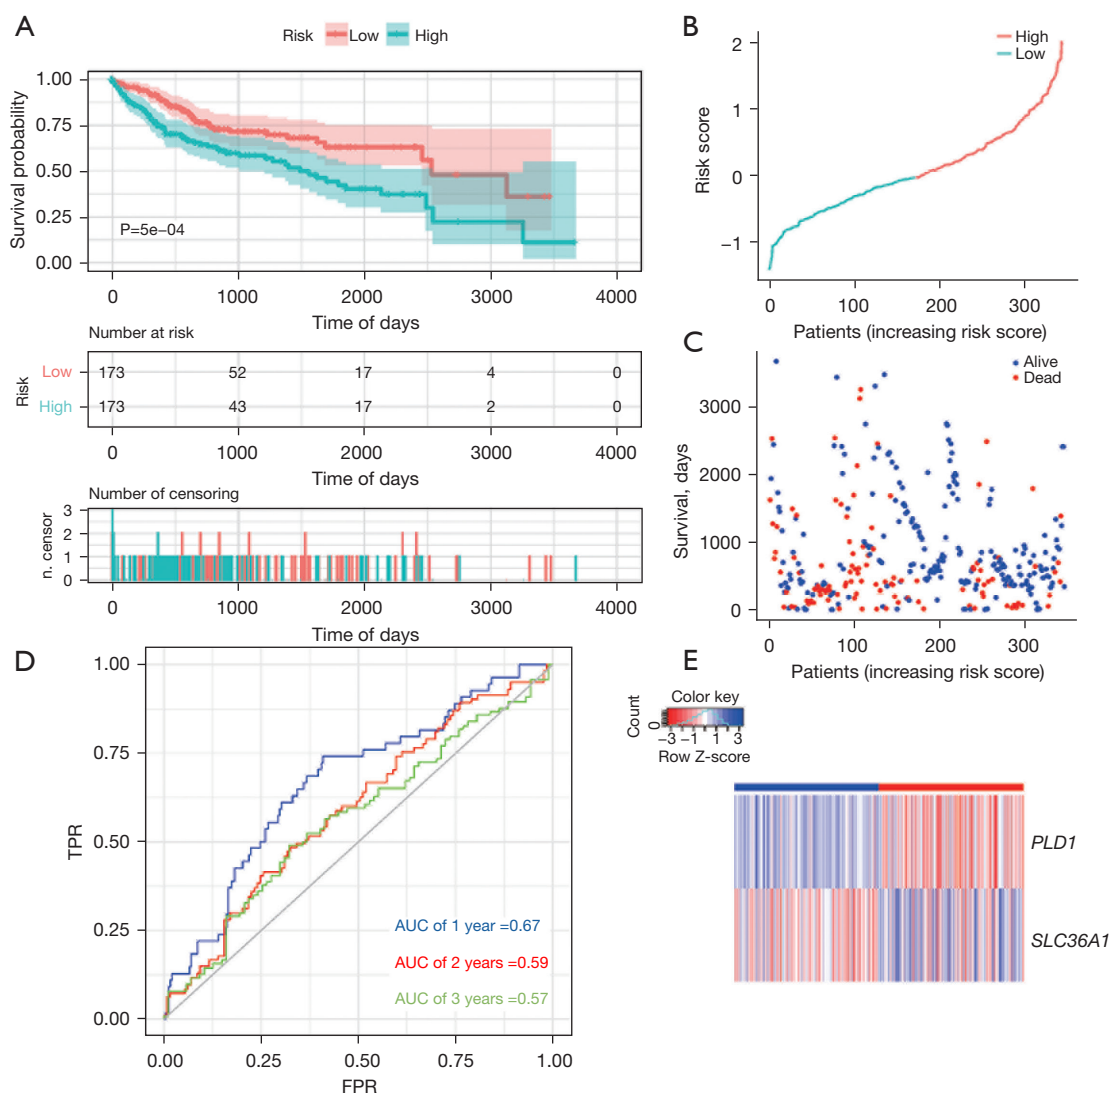 A
Risk Low High
Survival probability
1.00
0.75
0.50
0.25
0.00
P=5e−04
0 1000 2000 3000 4000
Time of days
Number at risk
Risk
Low 173 52 17 4 0
High 173 43 17 2 0
0 1000 2000 3000 4000
Time of days
Number of censoring
n. censor
3
2
1
0
0 1000 2000 3000 4000
Time of days
B
High
Low
Risk score
2
1
0
−1
0 100 200 300
Patients (increasing risk score)
C
Alive
Dead
Survival, days
3000
2000
1000
0
0 100 200 300
Patients (increasing risk score)
D
TPR
1.00
0.75
0.50
0.25
0.00
AUC of 1 year =0.67
AUC of 2 years =0.59
AUC of 3 years =0.57
0.00 0.25 0.50 0.75 1.00
FPR
E
Color key
Count
0
−3 −1 1 3
Row Z-score
PLD1
SLC36A1